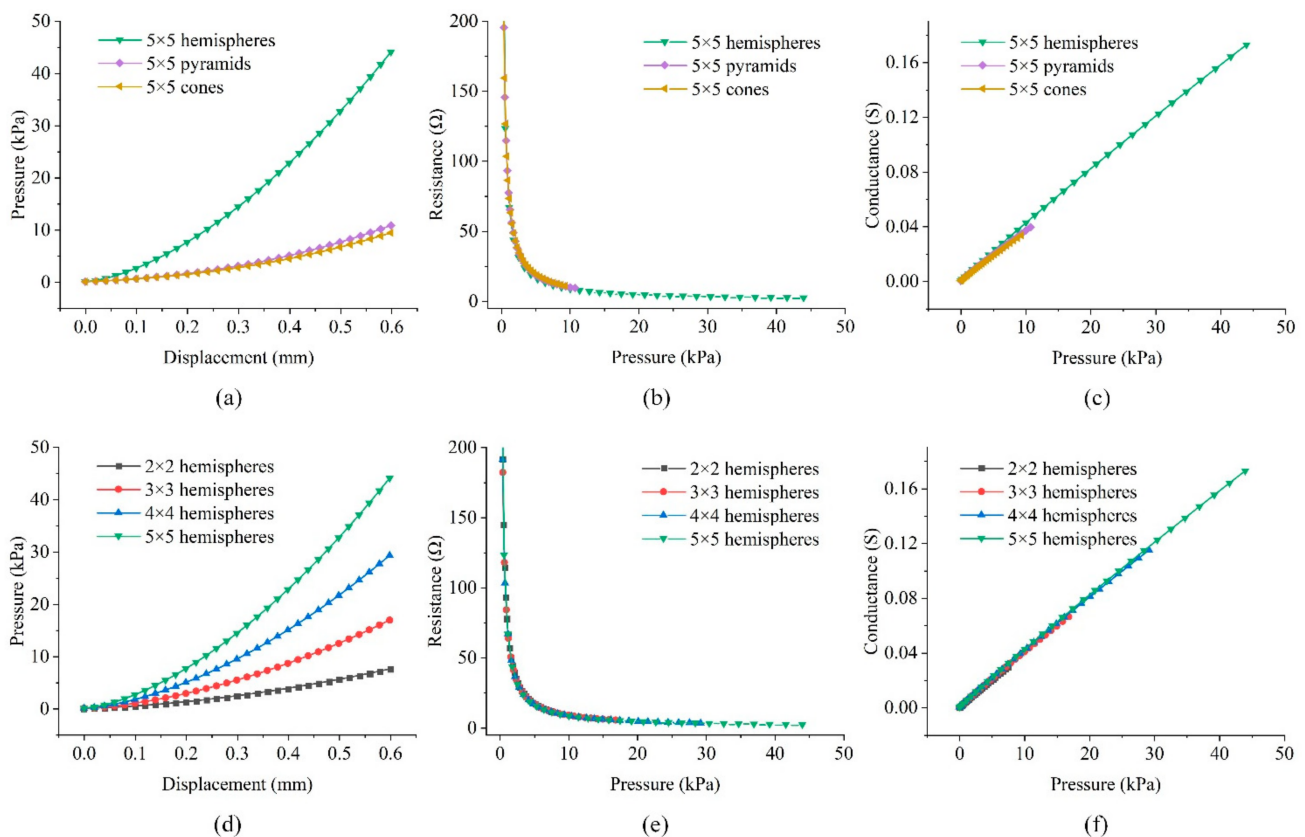 50
40
30
20
10
0
Pressure (kPa)
5×5 hemispheres
5×5 pyramids
5×5 cones
0.0 0.1 0.2 0.3 0.4 0.5 0.6
Displacement (mm)
(a)
200
150
100
50
0
Resistance (Ω)
5×5 hemispheres
5×5 pyramids
5×5 cones
0 10 20 30 40 50
Pressure (kPa)
(b)
0.16
0.12
0.08
0.04
0.00
Conductance (S)
5×5 hemispheres
5×5 pyramids
5×5 cones
0 10 20 30 40 50
Pressure (kPa)
(c)
50
40
30
20
10
0
Pressure (kPa)
2×2 hemispheres
3×3 hemispheres
4×4 hemispheres
5×5 hemispheres
0.0 0.1 0.2 0.3 0.4 0.5 0.6
Displacement (mm)
(d)
200
150
100
50
0
Resistance (Ω)
2×2 hemispheres
3×3 hemispheres
4×4 hemispheres
5×5 hemispheres
0 10 20 30 40 50
Pressure (kPa)
(e)
0.16
0.12
0.08
0.04
0.00
Conductance (S)
2×2 hemispheres
3×3 hemispheres
4×4 hemispheres
5×5 hemispheres
0 10 20 30 40 50
Pressure (kPa)
(f)